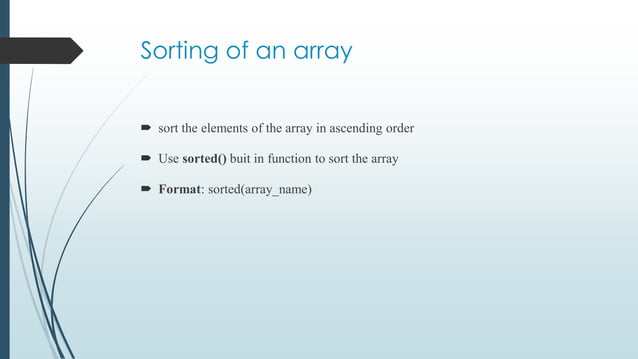 Sorting of an array
sort the elements of the array in ascending order
Use sorted() buit in function to sort the array
Format: sorted(array_name)